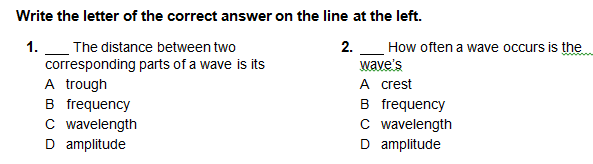 Write the letter of the correct answer on the line at the left.
1. ___ The distance between two
corresponding parts of a wave is its
A trough
B frequency
C wavelength
D amplitude
2. ___ How often a wave occurs is the
wave's
A crest
B frequency
C wavelength
D amplitude